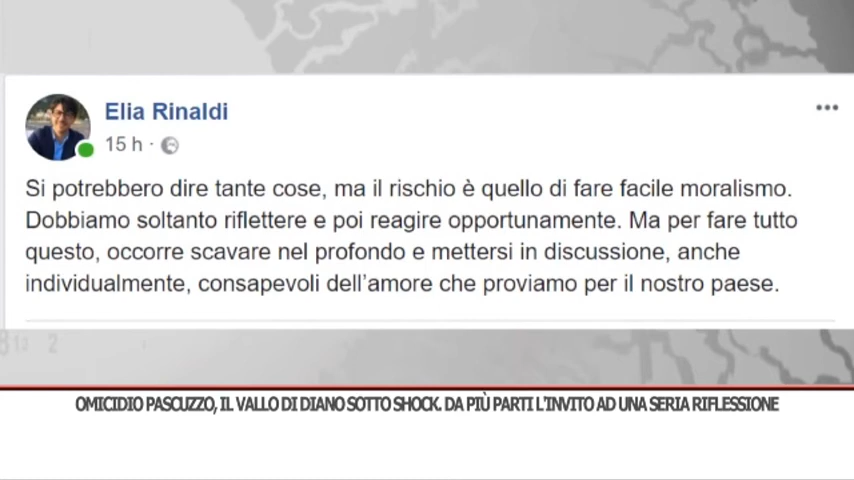 Elia Rinaldi
15 h ·
Si potrebbero dire tante cose, ma il rischio è quello di fare facile moralismo.
Dobbiamo soltanto riflettere e poi reagire opportunamente. Ma per fare tutto
questo, occorre scavare nel profondo e mettersi in discussione, anche
individualmente, consapevoli dell'amore che proviamo per il nostro paese.
OMICIDIO PASCUZZO, IL VALLO DI DIANO SOTTO SHOCK. DA PIÙ PARTI L'INVITO AD UNA SERIA RIFLESSIONE